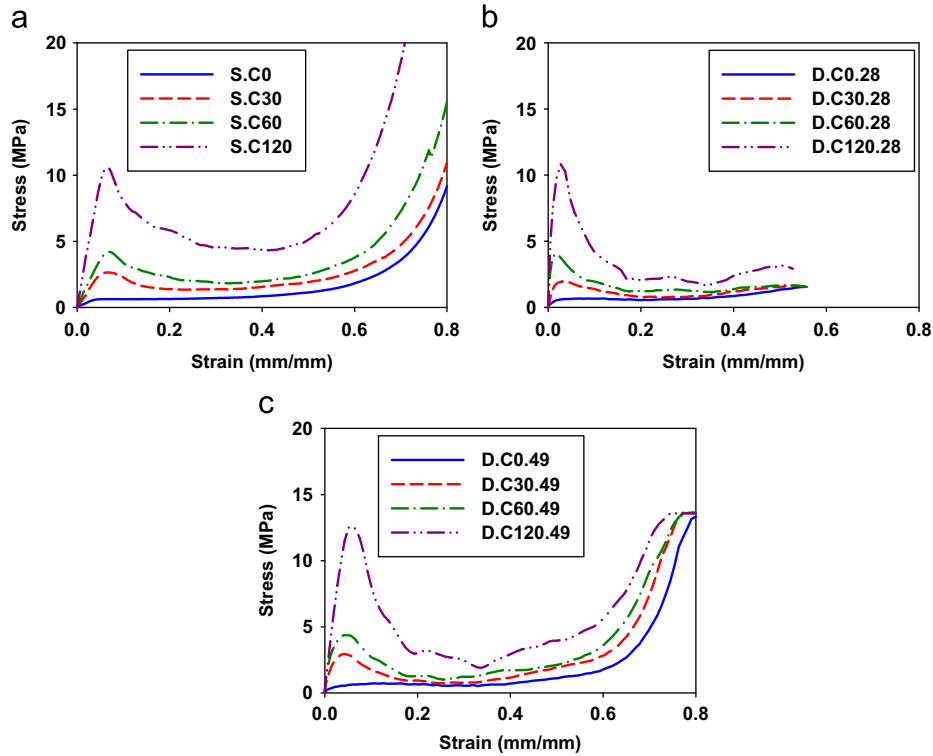 a
20
15
10
5
0
Stress (MPa)
S.C0
S.C30
S.C60
S.C120
0.0 0.2 0.4 0.6 0.8
Strain (mm/mm)
b
20
15
10
5
0
Stress (MPa)
D.C0.28
D.C30.28
D.C60.28
D.C120.28
0.0 0.2 0.4 0.6 0.8
Strain (mm/mm)
c
20
15
10
5
0
Stress (MPa)
D.C0.49
D.C30.49
D.C60.49
D.C120.49
0.0 0.2 0.4 0.6 0.8
Strain (mm/mm)